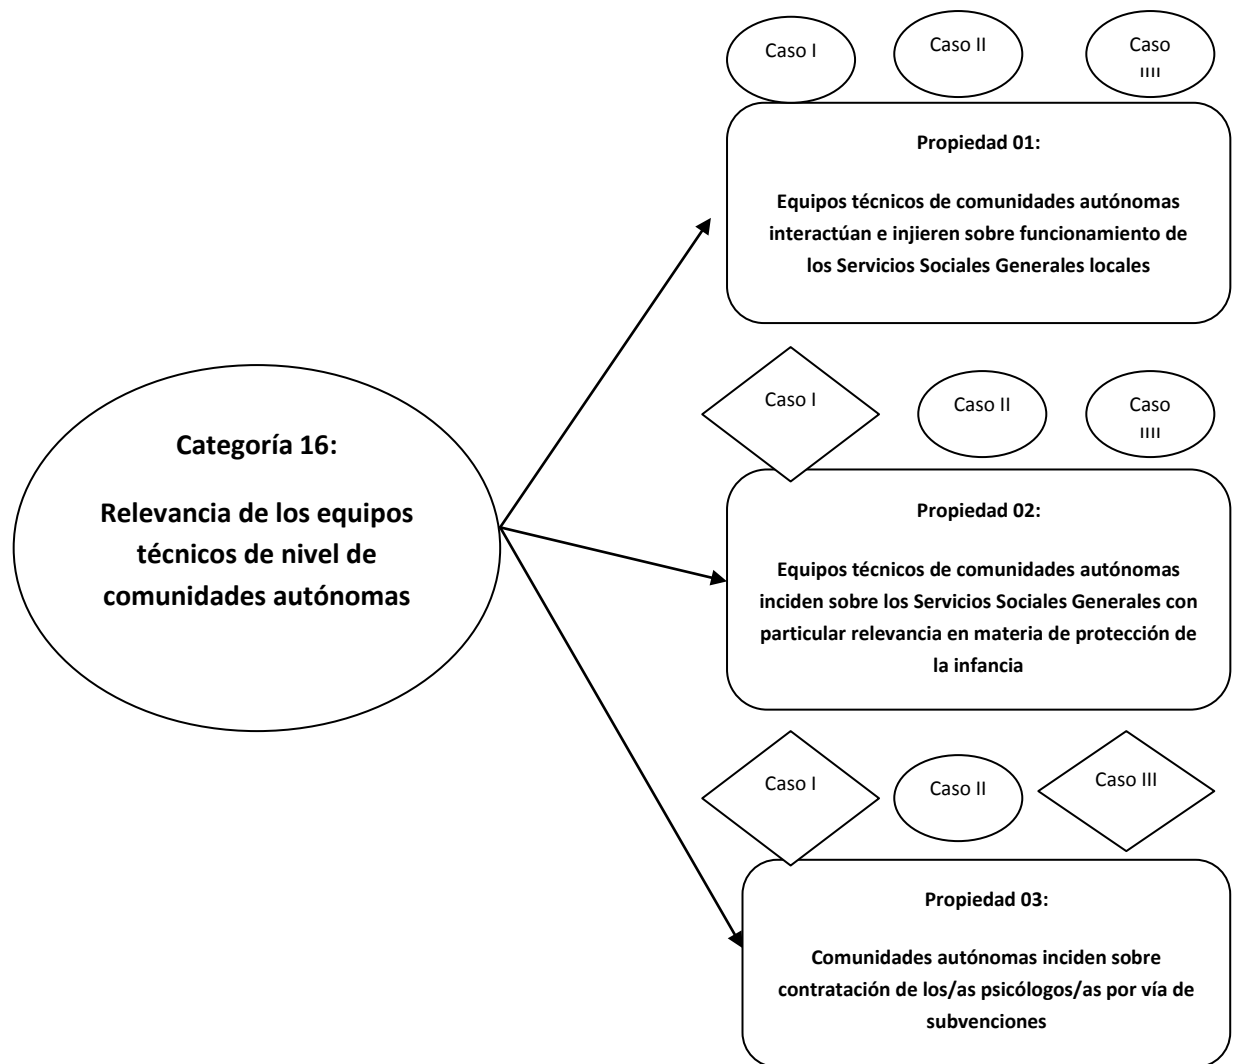 Caso I
Caso II
Caso
Propiedad 01:
Equipos técnicos de comunidades autónomas
interactúan e injieren sobre funcionamiento de
los Servicios Sociales Generales locales
Categoría 16:
Relevancia de los equipos
técnicos de nivel de
comunidades autónomas
Caso I
Caso II
Caso
Propiedad 02:
Equipos técnicos de comunidades autónomas
inciden sobre los Servicios Sociales Generales con
particular relevancia en materia de protección de
la infancia
Caso I
Caso II
Caso III
Propiedad 03:
Comunidades autónomas inciden sobre
contratación de los/as psicólogos/as por vía de
subvenciones